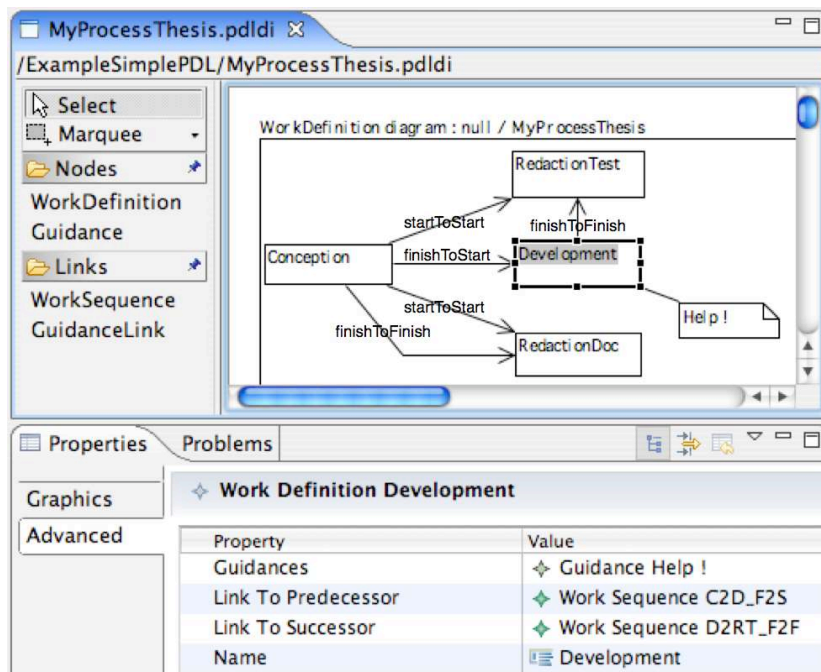 MyProcessThesis.pdldi
/ExampleSimplePDL/MyProcessThesis.pdldi
Select
Marquee
Nodes
WorkDefinition
Guidance
Links
WorkSequence
GuidanceLink
WorkDefinition diagram : null / MyProcessThesis
RedactionTest
startToStart
finishToFinish
Conception
finishToStart
Development
startToStart
Help !
finishToFinish
RedactionDoc
Properties
Problems
Graphics
Advanced
Work Definition Development
Property Value
Guidances Guidance Help !
Link To Predecessor Work Sequence C2D_F2S
Link To Successor Work Sequence D2RT_F2F
Name Development